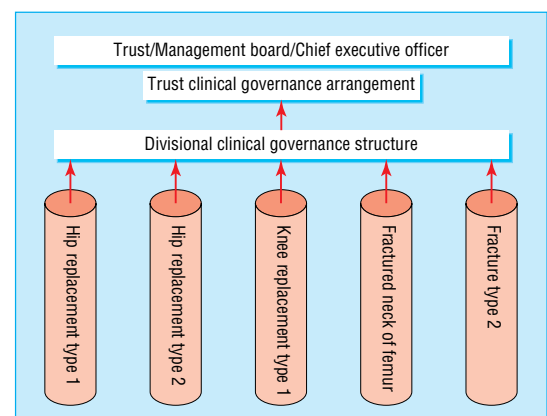 Trust/Management board/Chief executive officer
Trust clinical governance arrangement
Divisional clinical governance structure
Hip replacement type 1
Hip replacement type 2
Knee replacement type 1
Fractured neck of femur
Fracture type 2